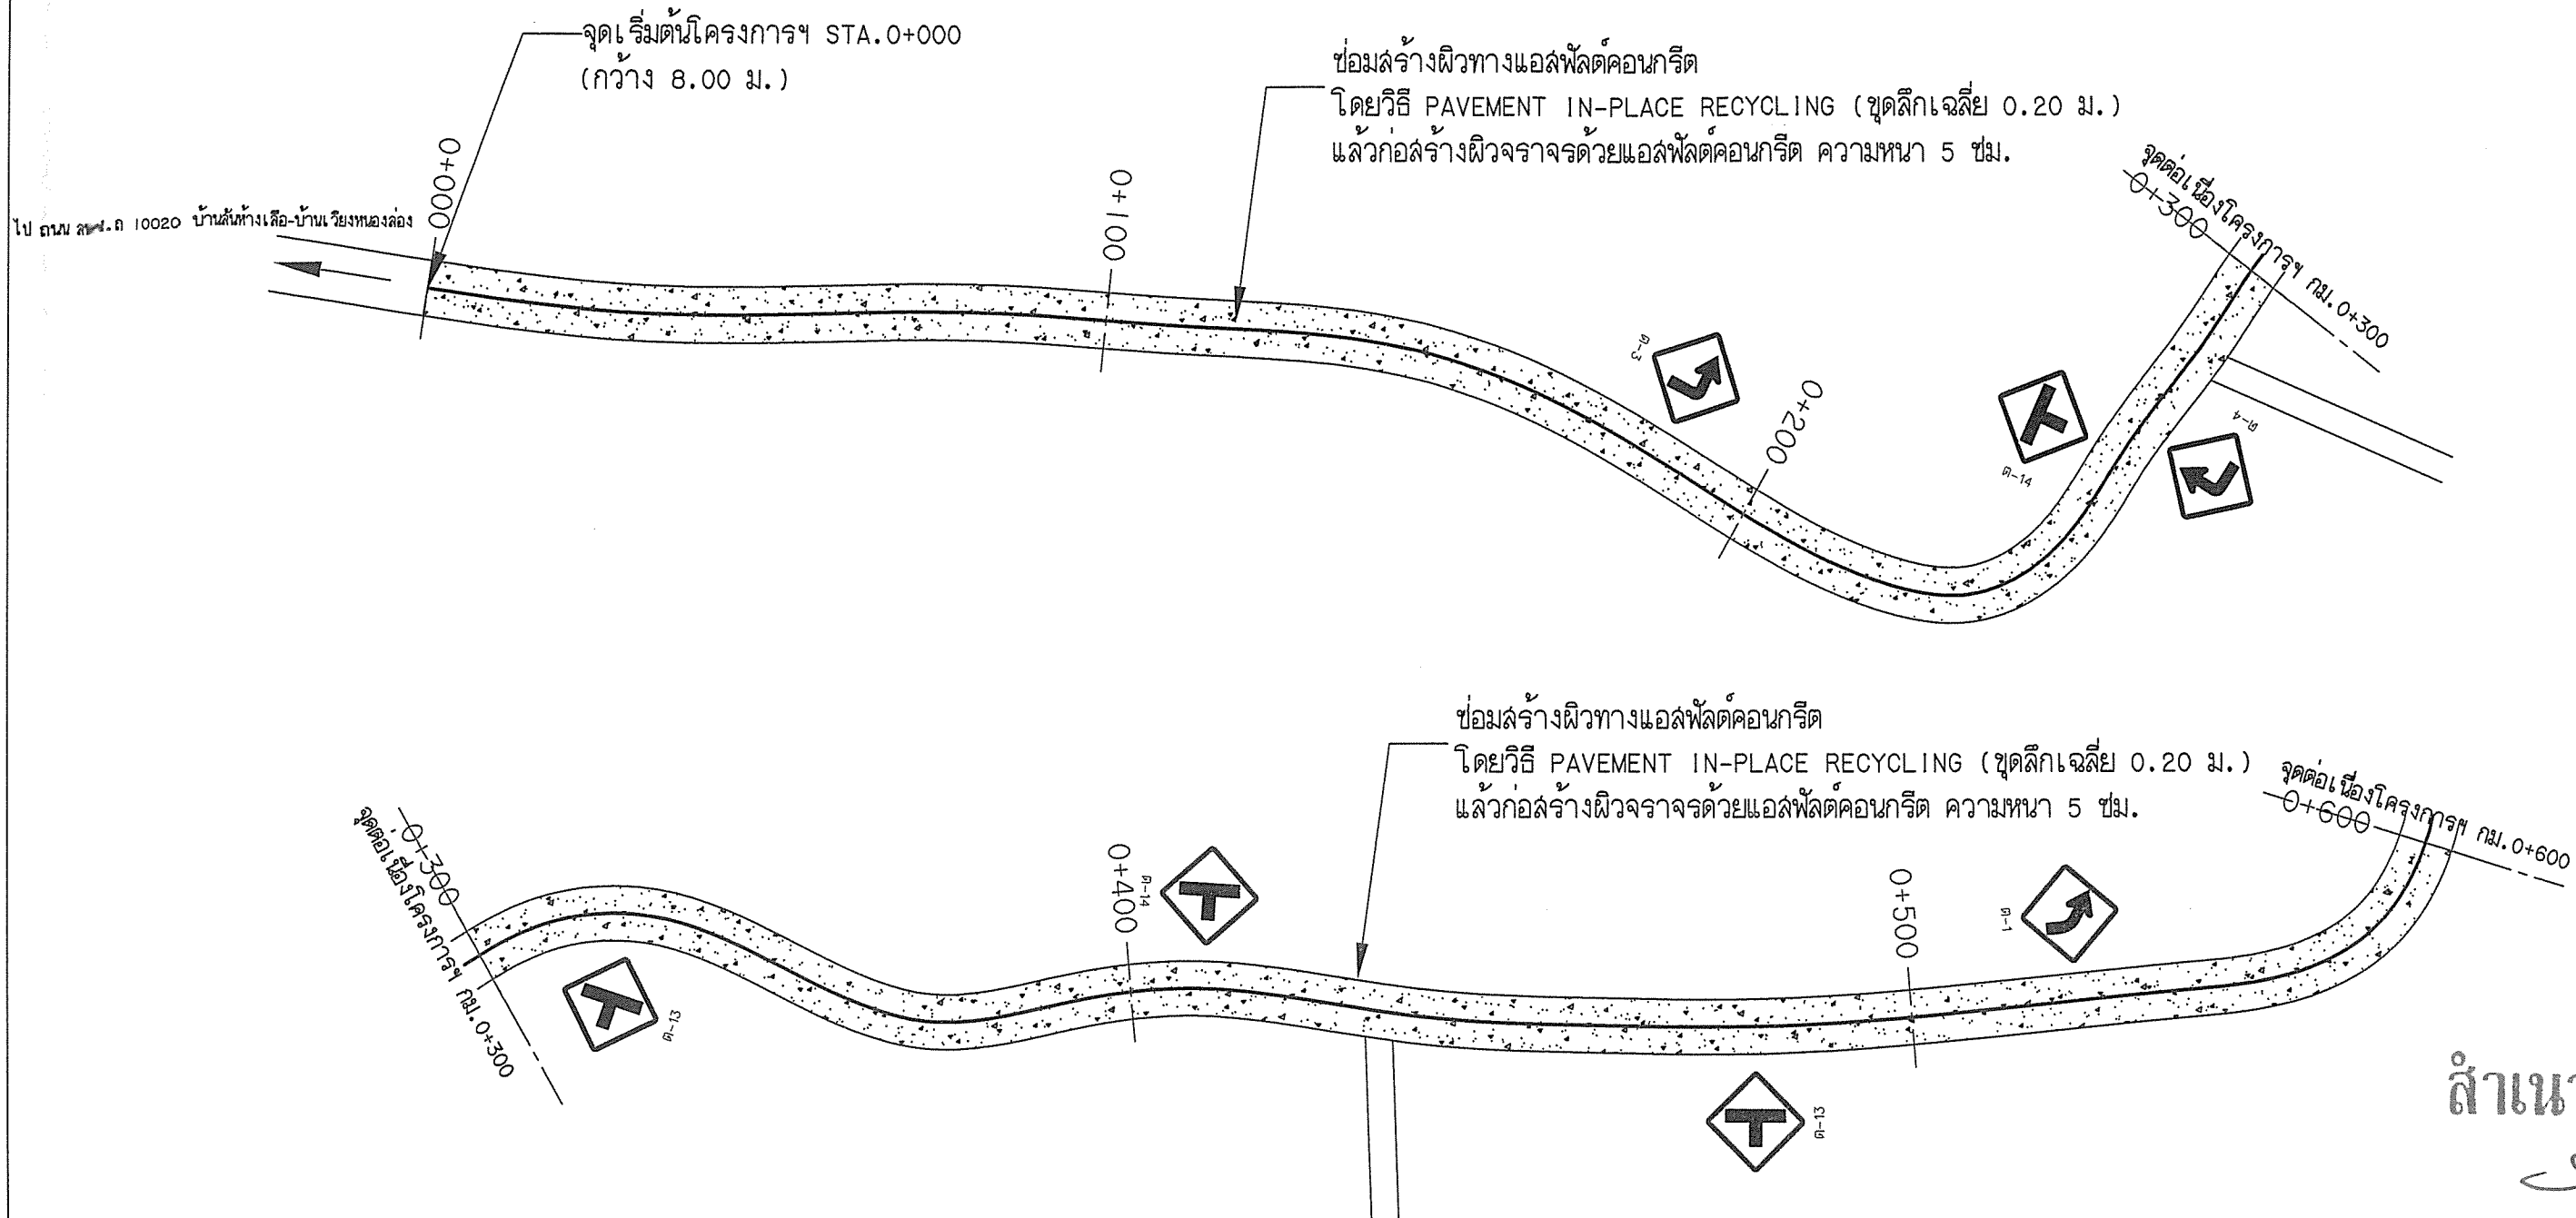 จุดเริ่มต้นโครงการฯ STA.0+000
(กว้าง 8.00 ม.)
ซ่อมสร้างผิวทางแอสฟัลต์คอนกรีต
โดยวิธี PAVEMENT IN-PLACE RECYCLING (ขุดลึกเฉลี่ย 0.20 ม.)
แล้วก่อสร้างผิวจราจรด้วยแอสฟัลต์คอนกรีต ความหนา 5 ซม.
ไป ถนน 10020 บ้านสันห้างเสือ-บ้านเวียงหนองล่อง
0+000
0+100
0+200
0+300
จุดต่อเนื่องโครงการฯ กม.0+300
ต-3
ต-14
ต-4
ซ่อมสร้างผิวทางแอสฟัลต์คอนกรีต
โดยวิธี PAVEMENT IN-PLACE RECYCLING (ขุดลึกเฉลี่ย 0.20 ม.)
แล้วก่อสร้างผิวจราจรด้วยแอสฟัลต์คอนกรีต ความหนา 5 ซม.
0+300
จุดต่อเนื่องโครงการฯ กม.0+300
ต-13
0+400
ต-14
0+500
ต-1
ต-13
จุดต่อเนื่องโครงการฯ กม.0+600
0+600
สำเนา